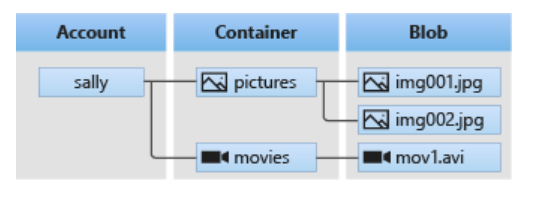 Account Container Blob
sally pictures img001.jpg
img002.jpg
movies mov1.avi